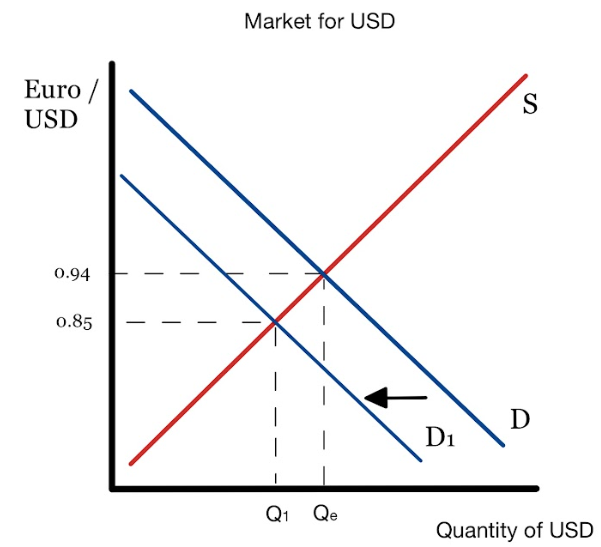 Market for USD
Euro /
USD
S
0.94
0.85
D
D1
Q1 Qe
Quantity of USD